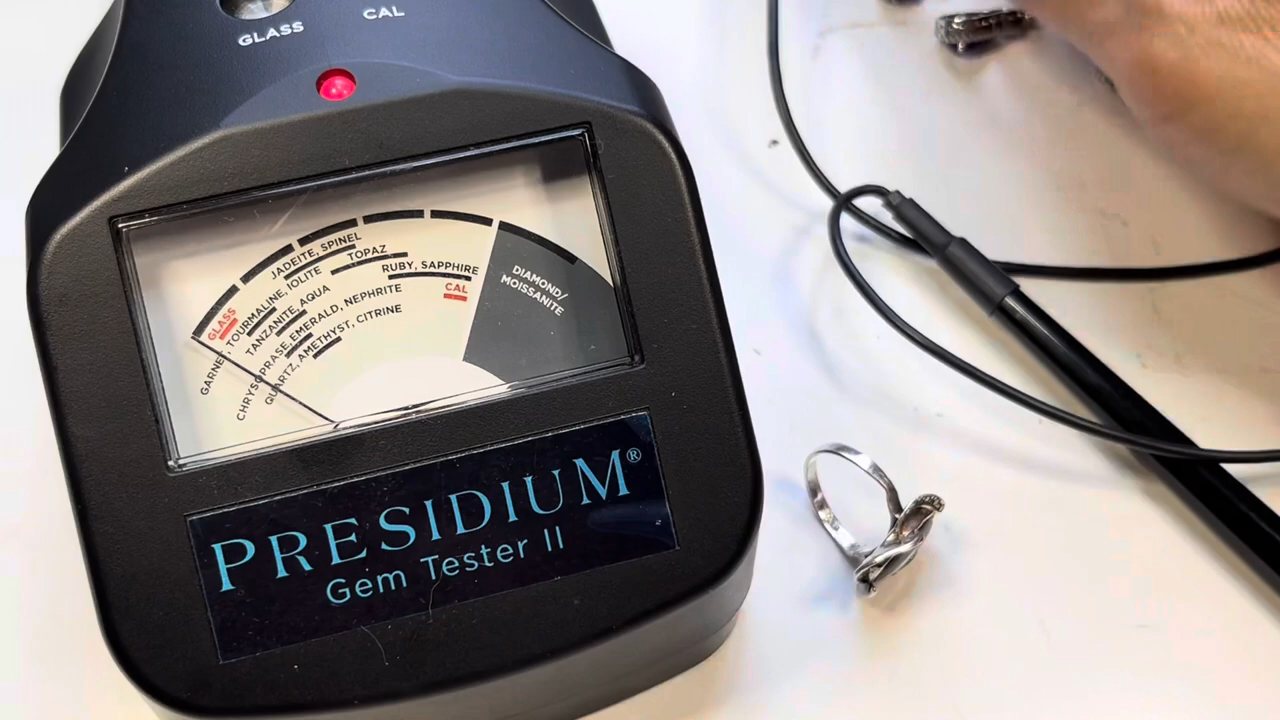 GLASS
CAL
JADEITE, SPINEL
TOPAZ
RUBY, SAPPHIRE
CAL
DIAMOND/
MOISSANITE
GLASS
GARNET, TOURMALINE, IOLITE
TANZANITE, AQUA
CHRYSOPRASE, EMERALD, NEPHRITE
QUARTZ, AMETHYST, CITRINE
PRESIDIUM®
Gem Tester II